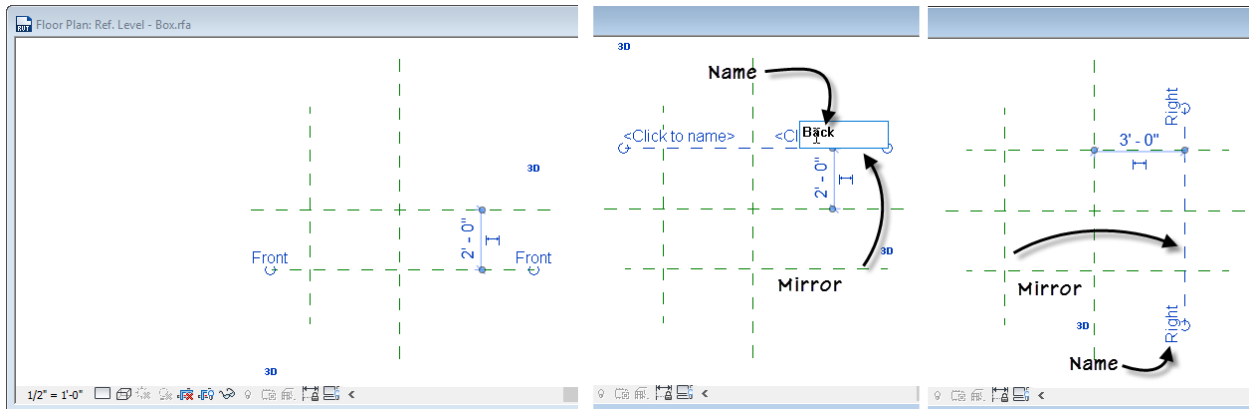 Floor Plan: Ref. Level - Box.rfa
3D
2' - 0"
Front
Front
3D
1/2" = 1'-0"
3D
Name
<Click to name>
<Cl
Back
2' - 0"
3D
Mirror
Right
3' - 0"
Mirror
3D
Right
Name